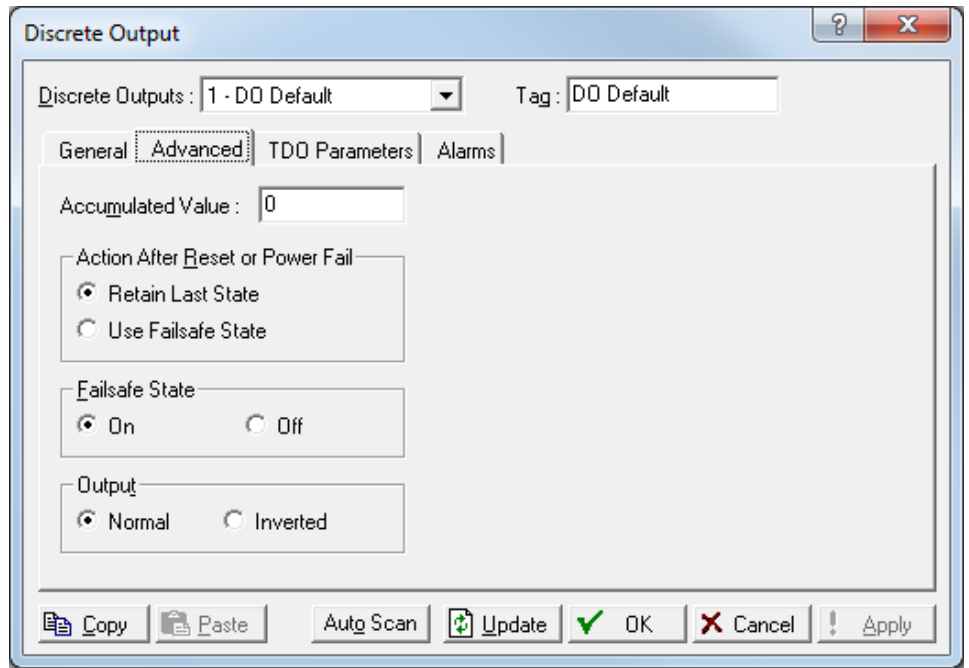 Discrete Output
Discrete Outputs : 1 - DO Default Tag : DO Default
General Advanced TDO Parameters Alarms
Accumulated Value : 0
Action After Reset or Power Fail
Retain Last State
Use Failsafe State
Failsafe State
On Off
Output
Normal Inverted
Copy Paste Auto Scan Update OK Cancel ! Apply